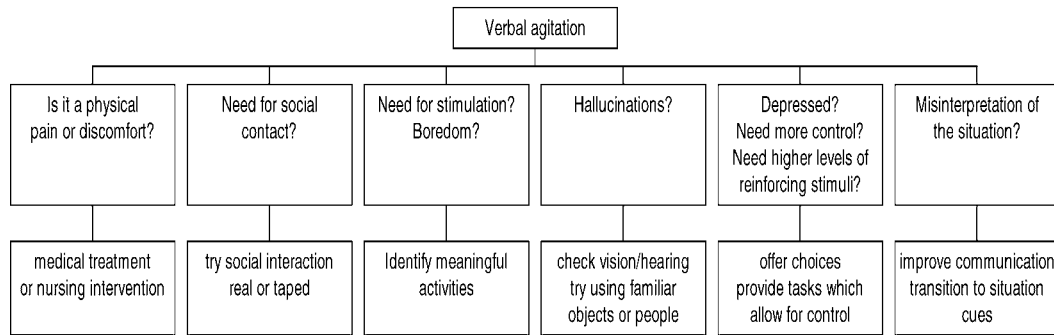 Verbal agitation
Is it a physical
pain or discomfort?
Need for social
contact?
Need for stimulation?
Boredom?
Hallucinations?
Depressed?
Need more control?
Need higher levels of
reinforcing stimuli?
Misinterpretation of
the situation?
medical treatment
or nursing intervention
try social interaction
real or taped
Identify meaningful
activities
check vision/hearing
try using familiar
objects or people
offer choices
provide tasks which
allow for control
improve communication
transition to situation
cues